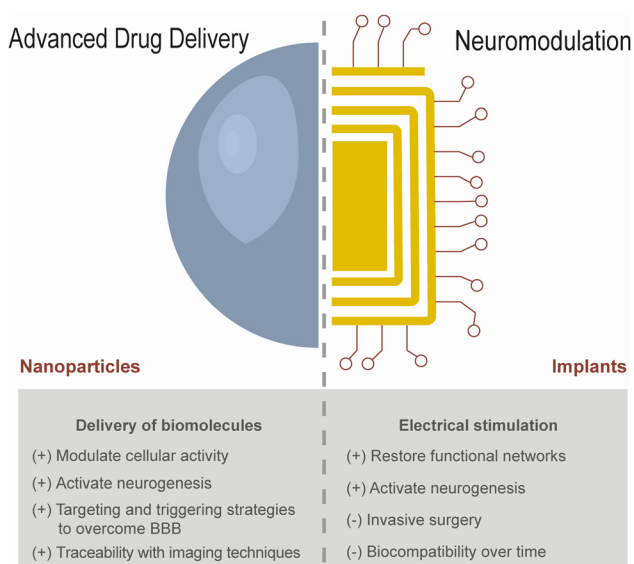 Advanced Drug Delivery
Neuromodulation
Nanoparticles
Implants
Delivery of biomolecules
(+) Modulate cellular activity
(+) Activate neurogenesis
(+) Targeting and triggering strategies
to overcome BBB
(+) Traceability with imaging techniques
Electrical stimulation
(+) Restore functional networks
(+) Activate neurogenesis
(-) Invasive surgery
(-) Biocompatibility over time